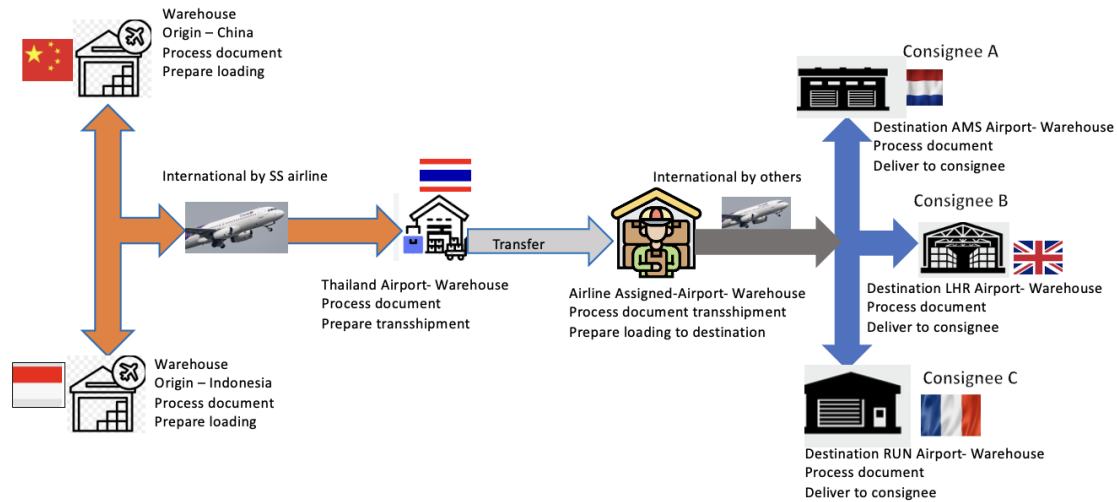 Warehouse
Origin – China
Process document
Prepare loading
International by SS airline
Thailand Airport- Warehouse
Process document
Prepare transshipment
Transfer
Airline Assigned-Airport- Warehouse
Process document transshipment
Prepare loading to destination
International by others
Consignee A
Destination AMS Airport- Warehouse
Process document
Deliver to consignee
Consignee B
Destination LHR Airport- Warehouse
Process document
Deliver to consignee
Consignee C
Destination RUN Airport- Warehouse
Process document
Deliver to consignee
Warehouse
Origin – Indonesia
Process document
Prepare loading